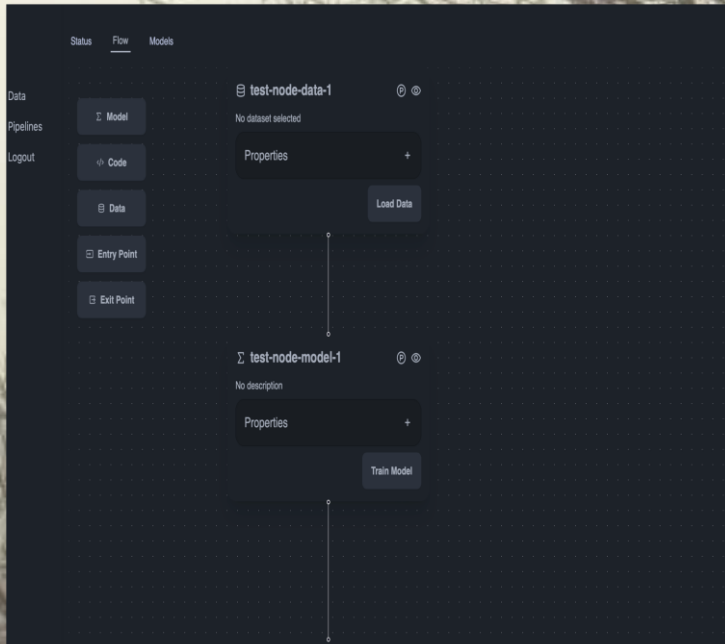 Status Flow Models
Data
Pipelines
Logout
Model
Code
Data
Entry Point
Exit Point
test-node-data-1
No dataset selected
Properties +
Load Data
test-node-model-1
No description
Properties +
Train Model